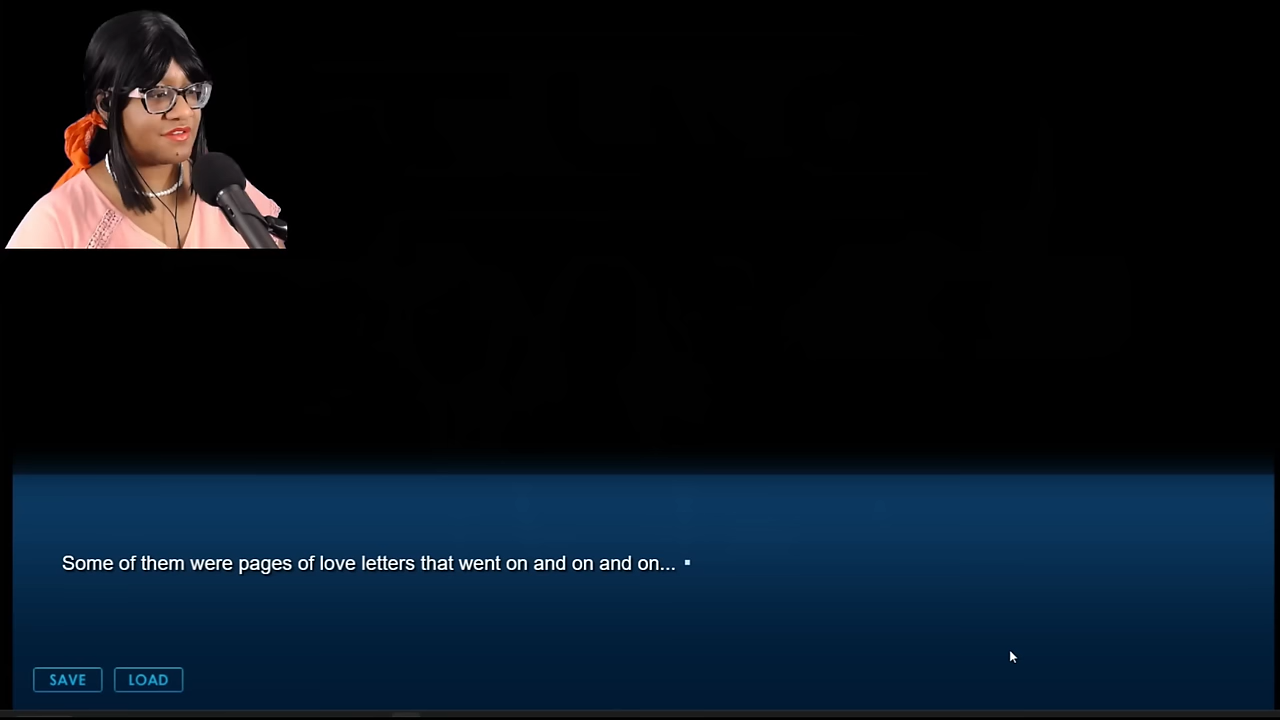 Some of them were pages of love letters that went on and on and on...
SAVE LOAD